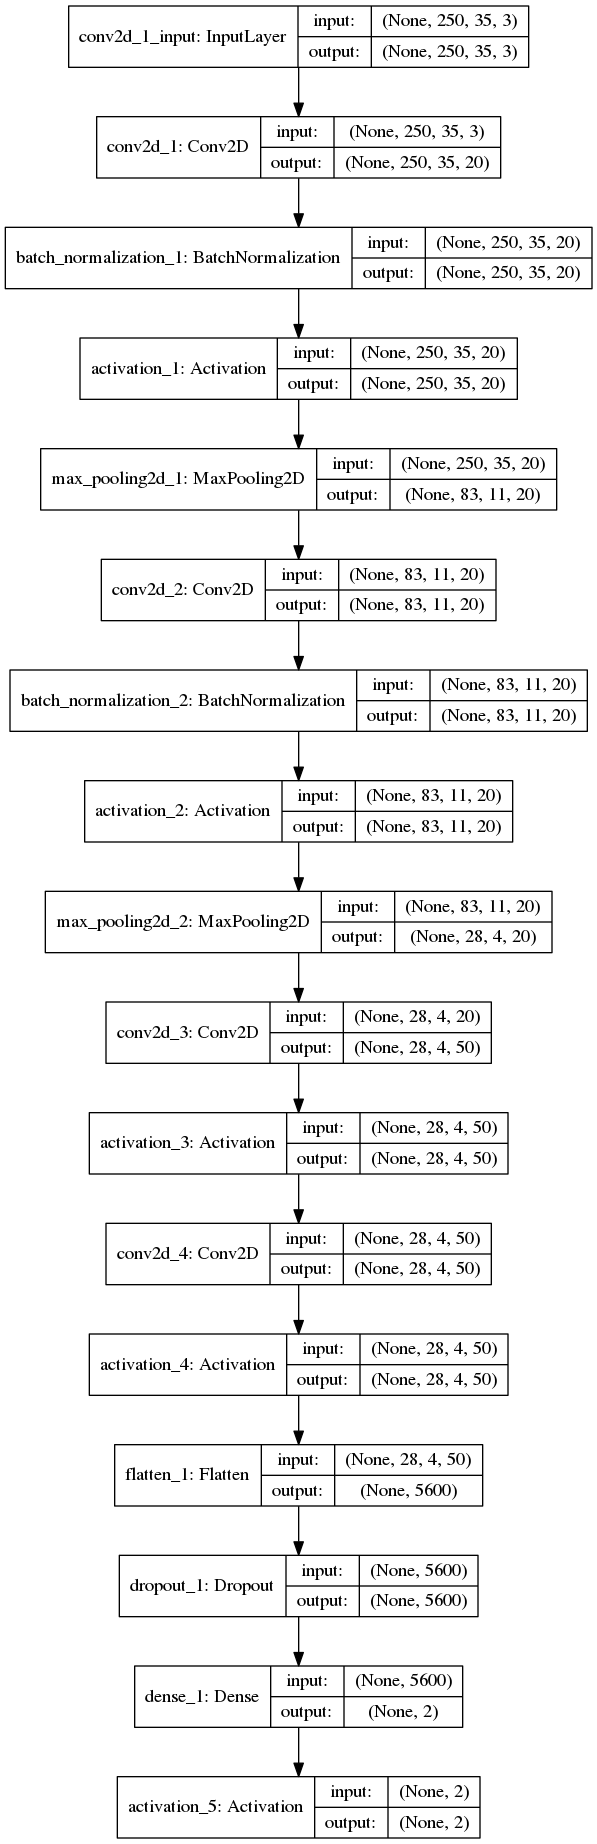 conv2d_1_input: InputLayer
input: (None, 250, 35, 3)
output: (None, 250, 35, 3)
conv2d_1: Conv2D
input: (None, 250, 35, 3)
output: (None, 250, 35, 20)
batch_normalization_1: BatchNormalization
input: (None, 250, 35, 20)
output: (None, 250, 35, 20)
activation_1: Activation
input: (None, 250, 35, 20)
output: (None, 250, 35, 20)
max_pooling2d_1: MaxPooling2D
input: (None, 250, 35, 20)
output: (None, 83, 11, 20)
conv2d_2: Conv2D
input: (None, 83, 11, 20)
output: (None, 83, 11, 20)
batch_normalization_2: BatchNormalization
input: (None, 83, 11, 20)
output: (None, 83, 11, 20)
activation_2: Activation
input: (None, 83, 11, 20)
output: (None, 83, 11, 20)
max_pooling2d_2: MaxPooling2D
input: (None, 83, 11, 20)
output: (None, 28, 4, 20)
conv2d_3: Conv2D
input: (None, 28, 4, 20)
output: (None, 28, 4, 50)
activation_3: Activation
input: (None, 28, 4, 50)
output: (None, 28, 4, 50)
conv2d_4: Conv2D
input: (None, 28, 4, 50)
output: (None, 28, 4, 50)
activation_4: Activation
input: (None, 28, 4, 50)
output: (None, 28, 4, 50)
flatten_1: Flatten
input: (None, 28, 4, 50)
output: (None, 5600)
dropout_1: Dropout
input: (None, 5600)
output: (None, 5600)
dense_1: Dense
input: (None, 5600)
output: (None, 2)
activation_5: Activation
input: (None, 2)
output: (None, 2)